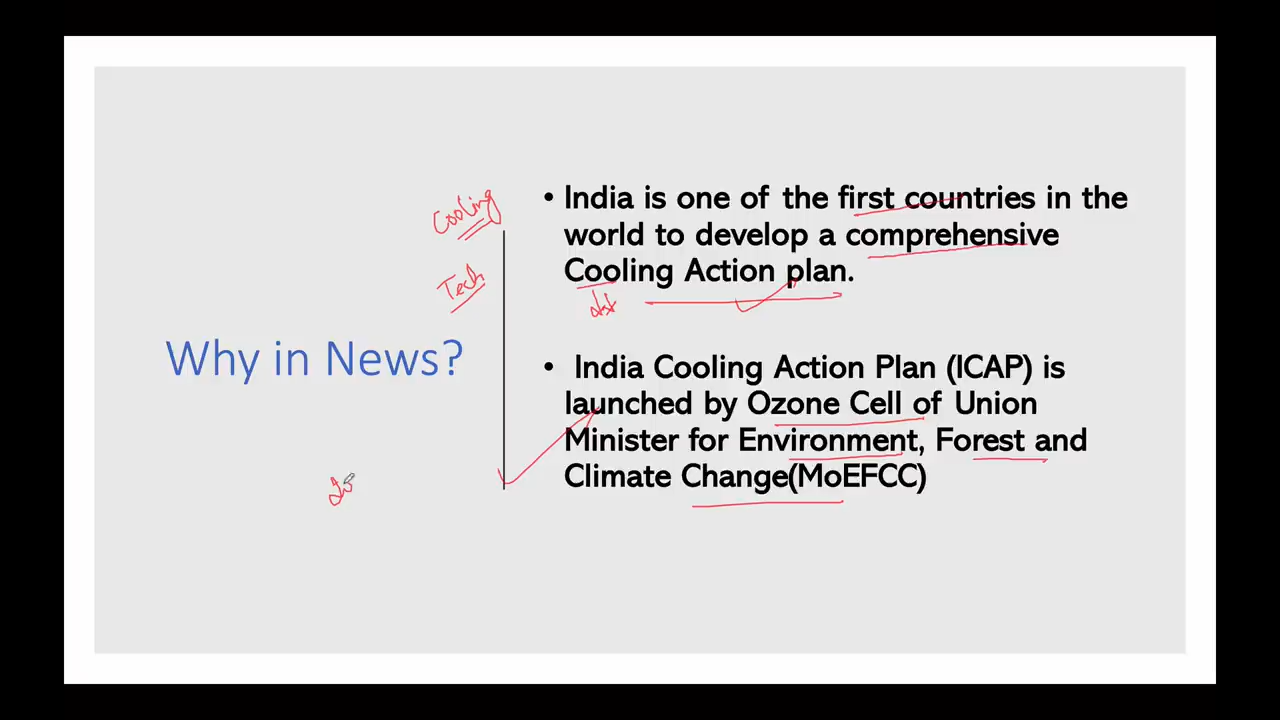 Why in News?
Cooling
Tech
• India is one of the first countries in the
world to develop a comprehensive
Cooling Action plan.
• India Cooling Action Plan (ICAP) is
launched by Ozone Cell of Union
Minister for Environment, Forest and
Climate Change(MoEFCC)